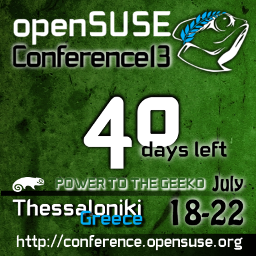 openSUSE
Conference13
40
days left
POWER TO THE GEEKO July
Thessaloniki 18-22
Greece
http://conference.opensuse.org